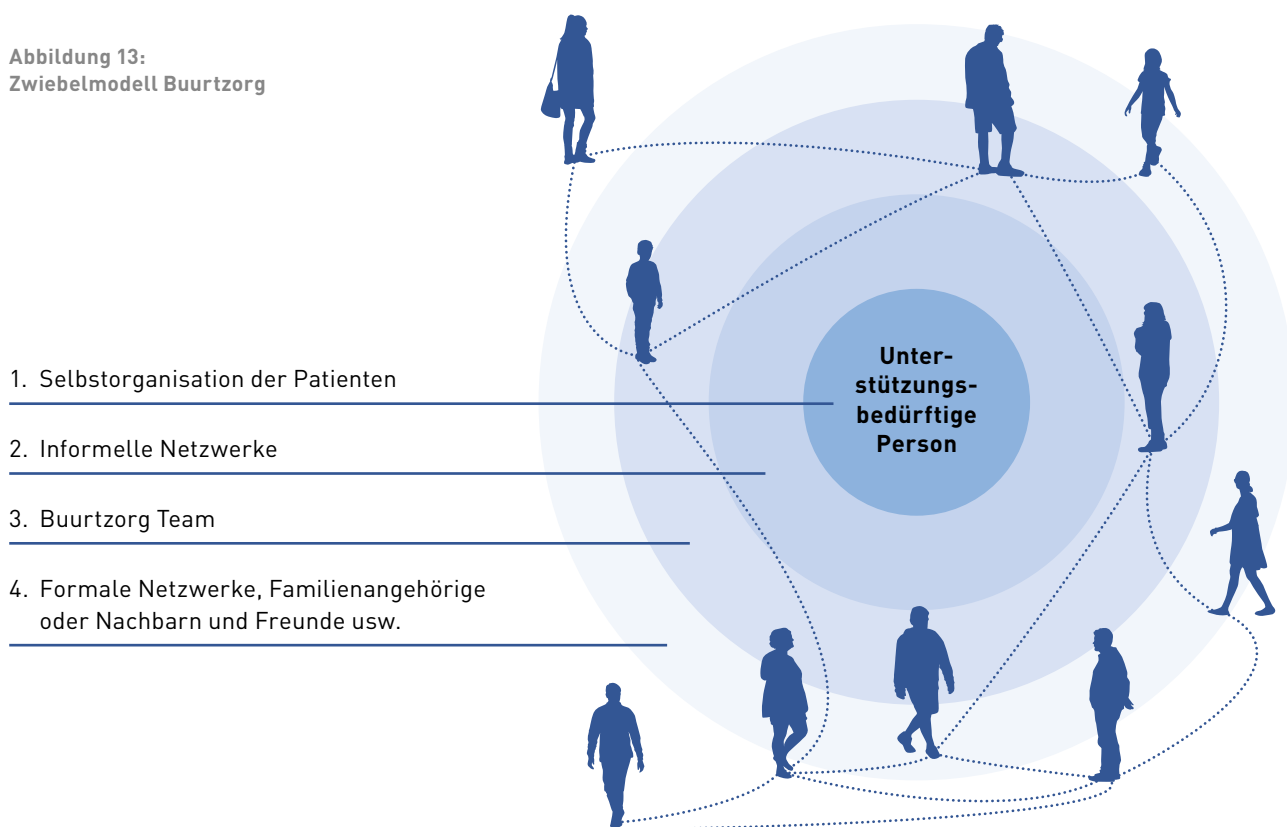 Abbildung 13:
Zwiebelmodell Buurtzorg
1. Selbstorganisation der Patienten
2. Informelle Netzwerke
3. Buurtzorg Team
4. Formale Netzwerke, Familienangehörige
oder Nachbarn und Freunde usw.
Unter-
stützungs-
bedürftige
Person